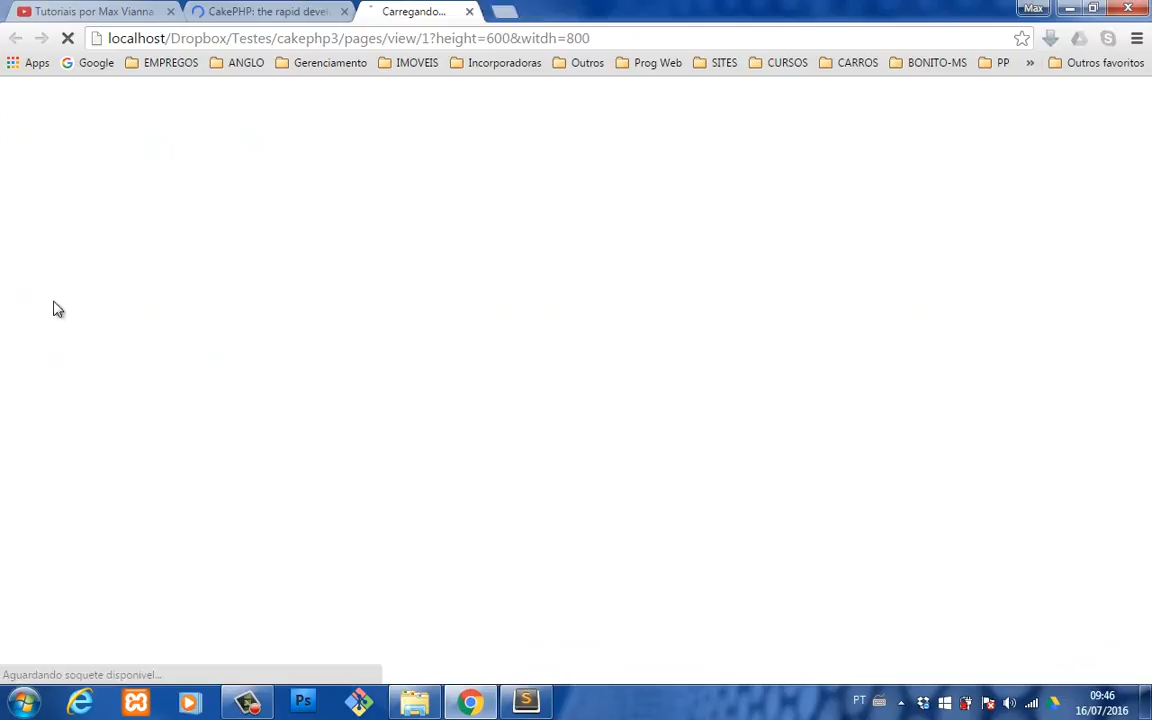 Tutoriais por Max Vianna CakePHP: the rapid devel Carregando... Max
localhost/Dropbox/Testes/cakephp3/pages/view/1?height=600&witdh=800
Apps Google EMPREGOS ANGLO Gerenciamento IMOVEIS Incorporadoras Outros Prog Web SITES CURSOS CARROS BONITO-MS PP » Outros favoritos
Aguardando soquete disponível...
Ps S PT 09:46
16/07/2016